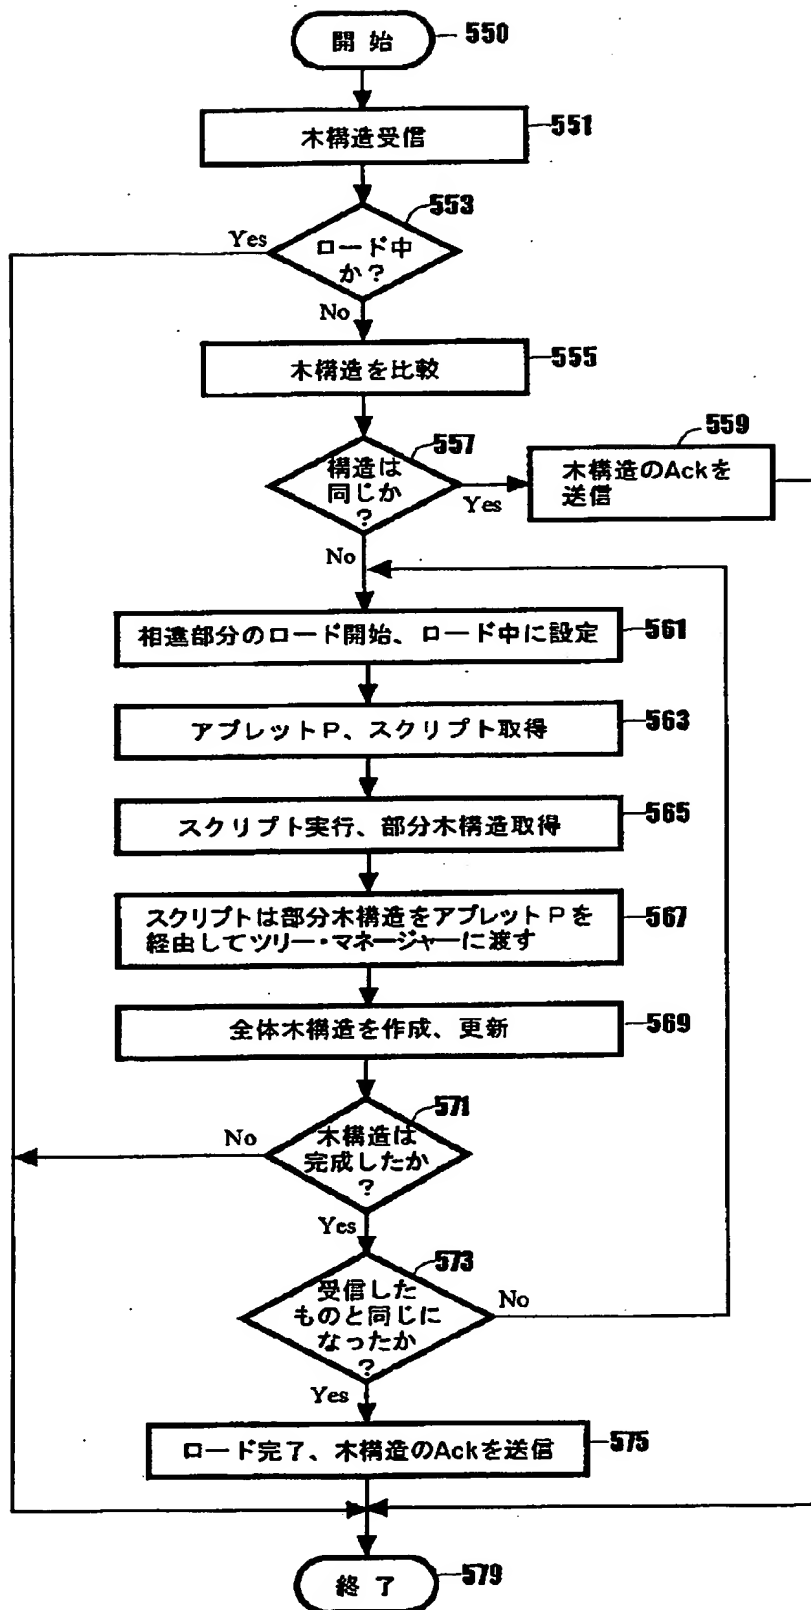 開始
550
木構造受信
551
553
Yes
ロード中
か?
No
木構造を比較
555
557
構造は
同じか
?
Yes
559
木構造のAckを
送信
No
相違部分のロード開始、ロード中に設定
561
アプレットP、スクリプト取得
563
スクリプト実行、部分木構造取得
565
スクリプトは部分木構造をアプレットPを
経由してツリー・マネージャーに渡す
567
全体木構造を作成、更新
569
571
No
木構造は
完成したか
?
Yes
573
受信した
ものと同じに
なったか
?
No
Yes
ロード完了、木構造のAckを送信
575
終了
579